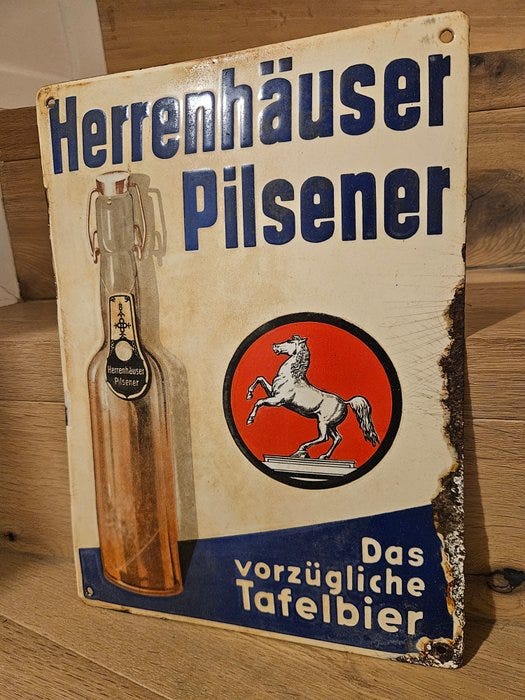 Herrenhäuser
Pilsener
Herrenhäuser
Pilsener
Das
vorzügliche
Tafelbier